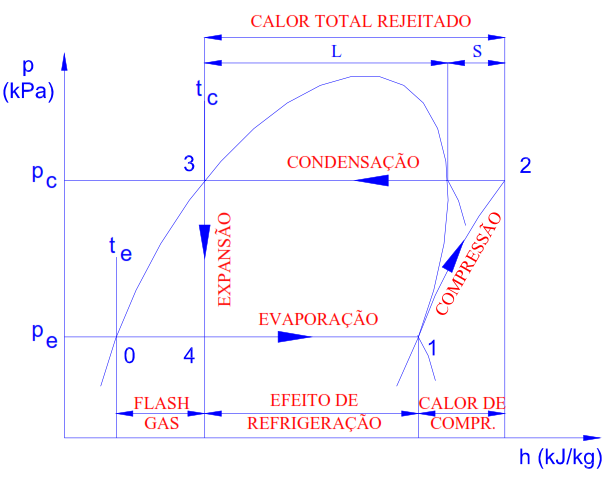 CALOR TOTAL REJEITADO
L
S
p
(kPa)
t c
3
CONDENSAÇÃO
2
p c
EXPANSÃO
COMPRESSÃO
t e
EVAPORAÇÃO
p e
0
4
1
FLASH
GAS
EFEITO DE
REFRIGERAÇÃO
CALOR DE
COMPR.
h (kJ/kg)